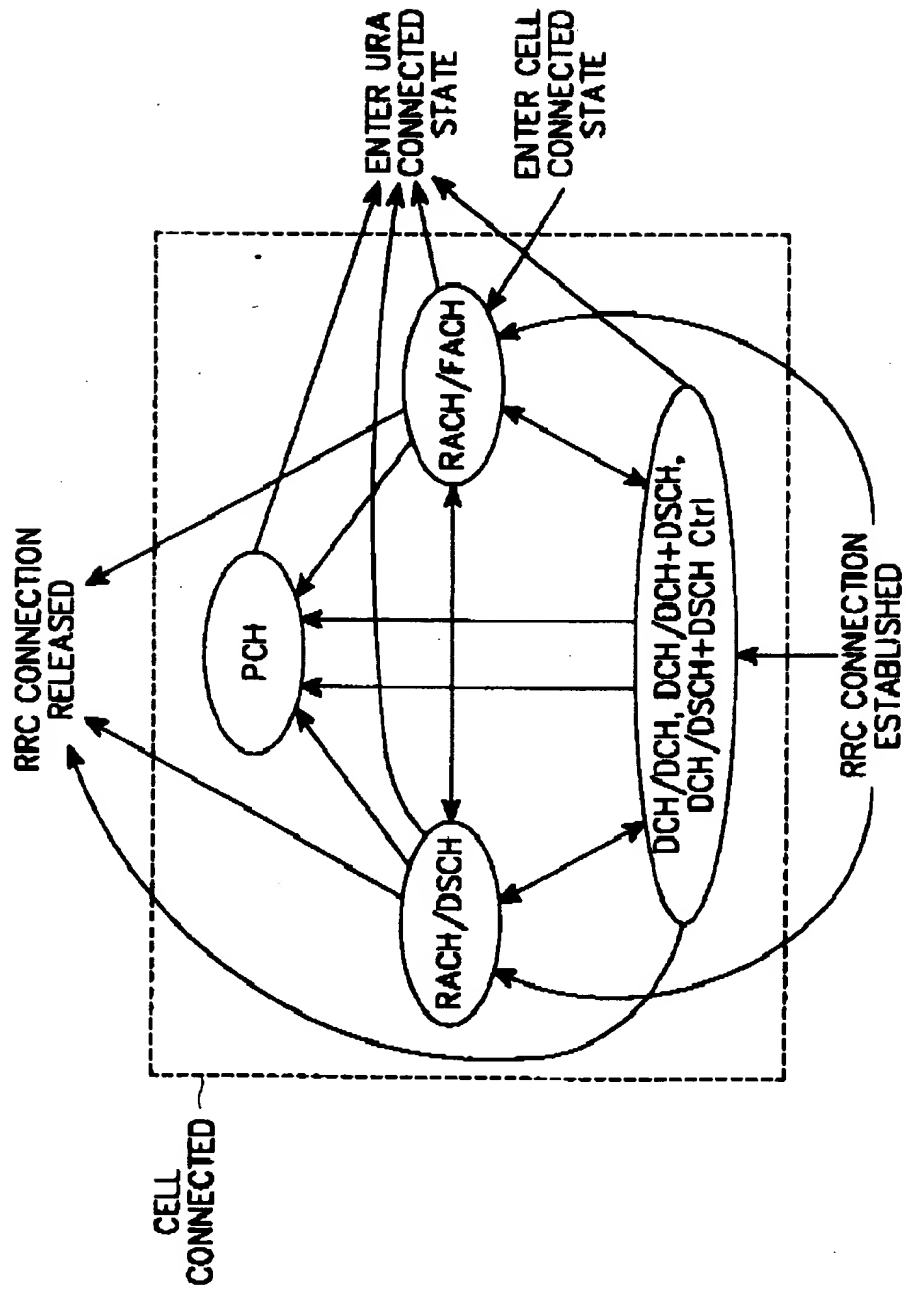 RRC CONNECTION
RELEASED
CELL
CONNECTED
PCH
ENTER URA
CONNECTED
STATE
RACH/DSCH
RACH/FACH
ENTER CELL
CONNECTED
STATE
DCH/DCH, DCH/DCH+DSCH,
DCH/DSCH+DSCH Ctrl
RRC CONNECTION
ESTABLISHED